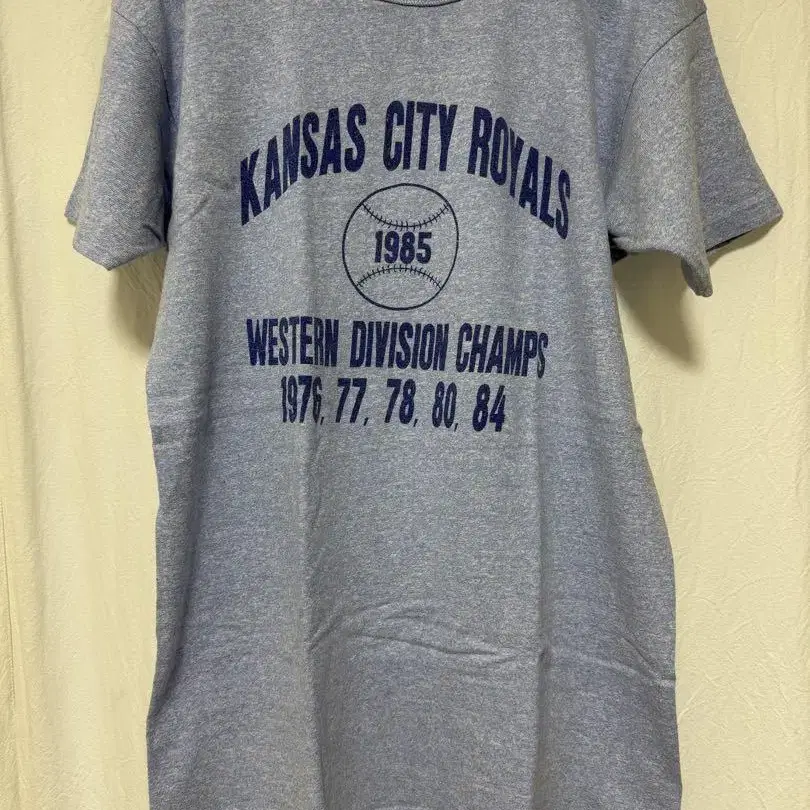 KANSAS CITY ROYALS
1985
WESTERN DIVISION CHAMPS
1976, 77, 78, 80, 84